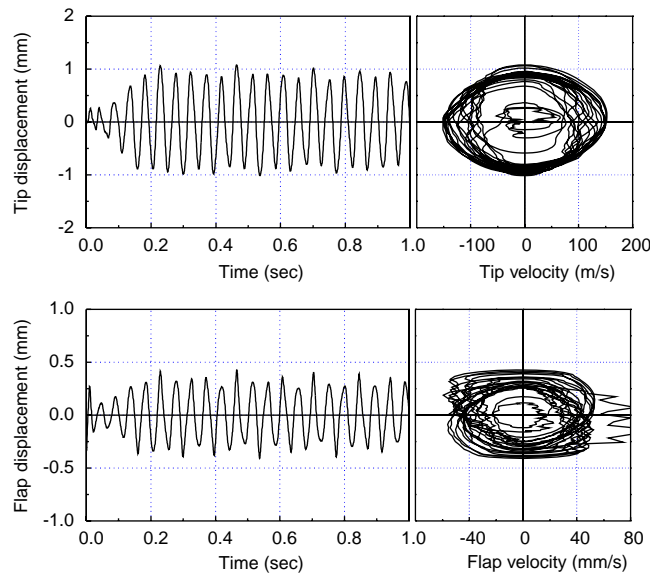 Tip displacement (mm)
2
1
0
-1
-2
0.0 0.2 0.4 0.6 0.8 1.0
Time (sec)
-100 0 100 200
Tip velocity (m/s)
Flap displacement (mm)
1.0
0.5
0.0
-0.5
-1.0
0.0 0.2 0.4 0.6 0.8 1.0
Time (sec)
-40 0 40 80
Flap velocity (mm/s)